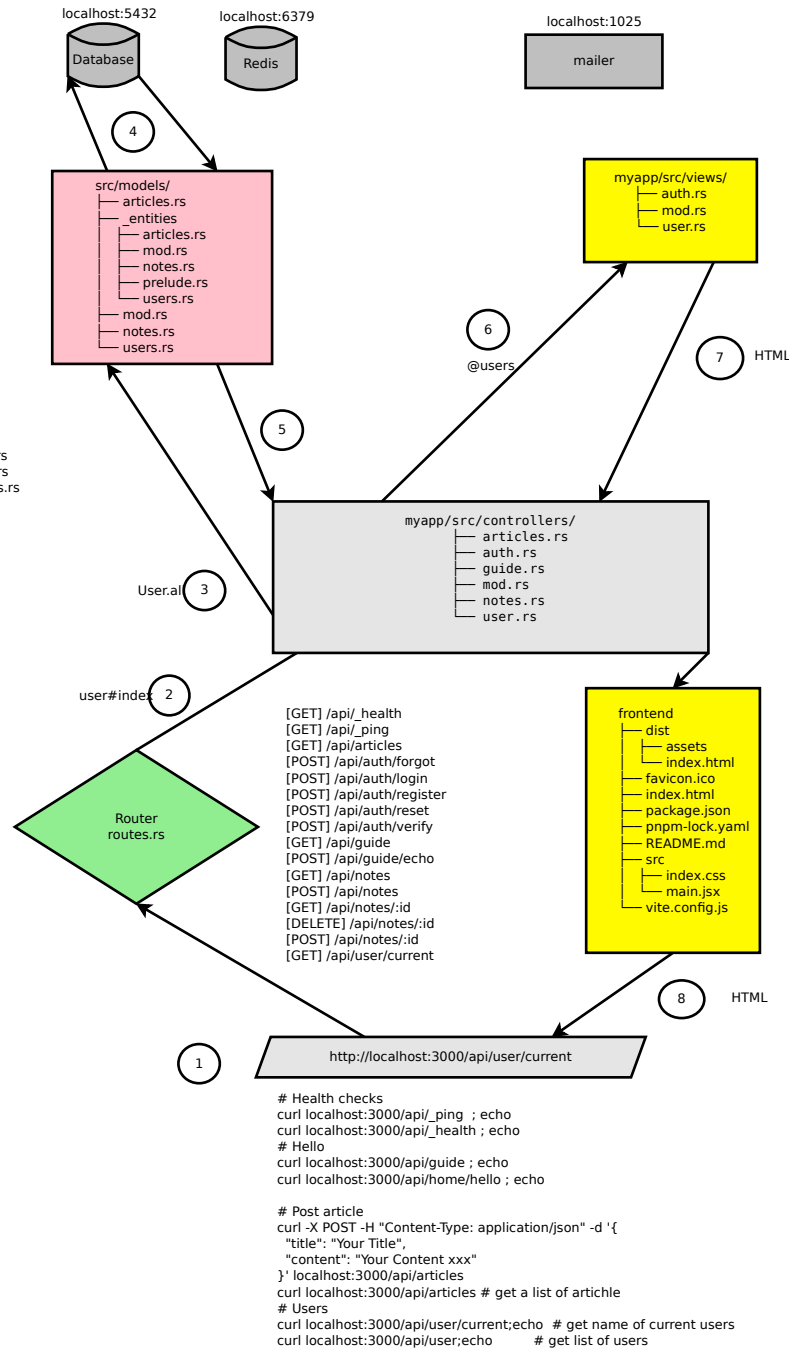 localhost:5432
localhost:6379
localhost:1025
Database
Redis
mailer
4
src/models/
├── articles.rs
├── _entities
│   ├── articles.rs
│   ├── mod.rs
│   ├── notes.rs
│   ├── prelude.rs
│   └── users.rs
├── mod.rs
├── notes.rs
└── users.rs
myapp/src/views/
├── auth.rs
├── mod.rs
└── user.rs
6
@users
7
HTML
5
myapp/src/controllers/
├── articles.rs
├── auth.rs
├── guide.rs
├── mod.rs
├── notes.rs
└── user.rs
User.al
3
user#index
2
Router
routes.rs
[GET] /api/_health
[GET] /api/_ping
[GET] /api/articles
[POST] /api/auth/forgot
[POST] /api/auth/login
[POST] /api/auth/register
[POST] /api/auth/reset
[POST] /api/auth/verify
[GET] /api/guide
[POST] /api/guide/echo
[GET] /api/notes
[POST] /api/notes
[GET] /api/notes/:id
[DELETE] /api/notes/:id
[POST] /api/notes/:id
[GET] /api/user/current
frontend
├── dist
│   ├── assets
│   └── index.html
├── favicon.ico
├── index.html
├── package.json
├── pnpm-lock.yaml
├── README.md
├── src
│   ├── index.css
│   └── main.jsx
└── vite.config.js
8
HTML
1
http://localhost:3000/api/user/current
# Health checks
curl localhost:3000/api/_ping  ; echo
curl localhost:3000/api/_health ; echo
# Hello
curl localhost:3000/api/guide ; echo
curl localhost:3000/api/home/hello ; echo
# Post article
curl -X POST -H "Content-Type: application/json" -d '{
  "title": "Your Title",
  "content": "Your Content xxx"
}' localhost:3000/api/articles
curl localhost:3000/api/articles # get a list of artichle
# Users
curl localhost:3000/api/user/current;echo  # get name of current users
curl localhost:3000/api/user;echo          # get list of users